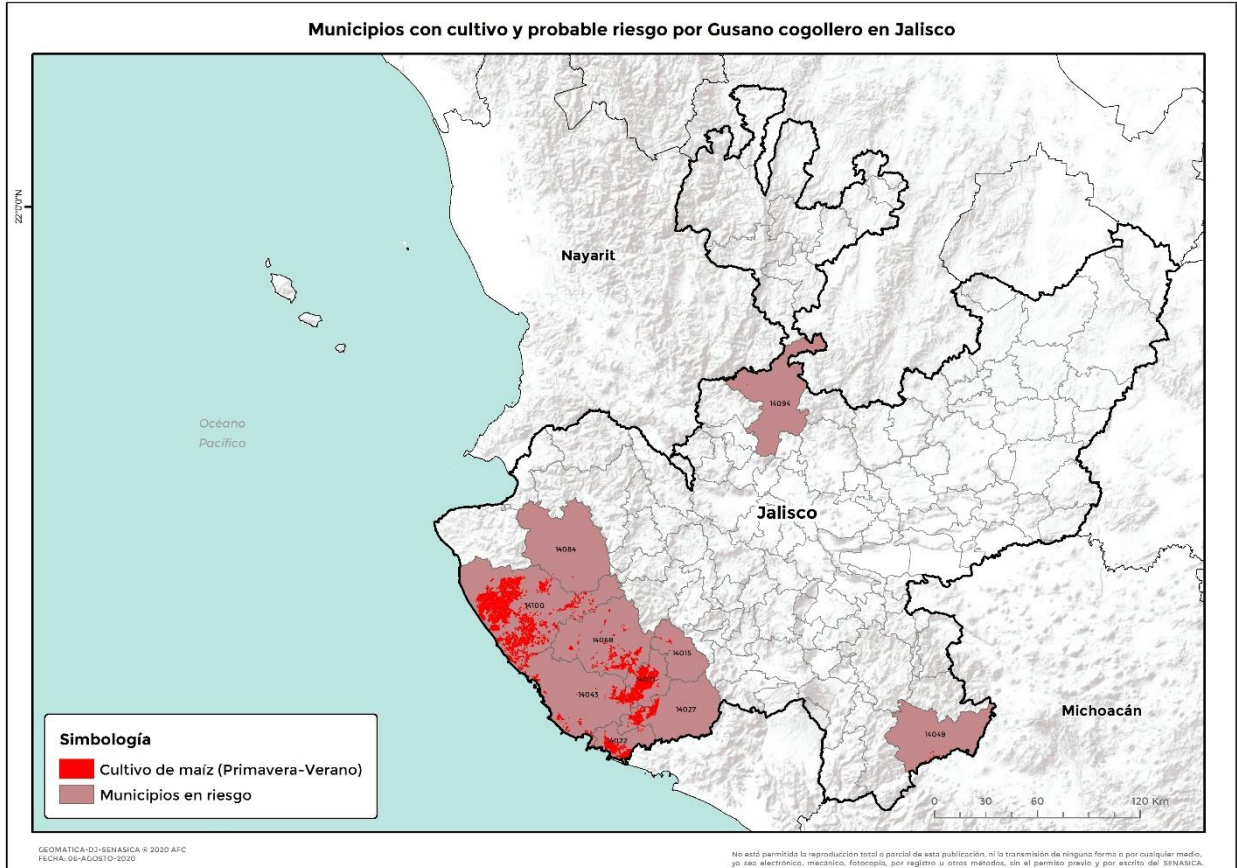 Municipios con cultivo y probable riesgo por Gusano cogollero en Jalisco
22°0'0"N
Nayarit
14094
Océano
Pacífico
Jalisco
14084
14100
14068
14015
14043
14027
14022
14049
Michoacán
Simbología
Cultivo de maíz (Primavera-Verano)
Municipios en riesgo
0 30 60 120 Km
GEOMATICA-DJ-SENASICA © 2020 AFC
FECHA: 06-AGOSTO-2020
No está permitida la reproducción total o parcial de esta publicación, ni la transmisión de ninguna forma o por cualquier medio,
ya sea electrónico, mecánico, fotocopia, por registro u otros métodos, sin el permiso previo y por escrito del SENASICA.